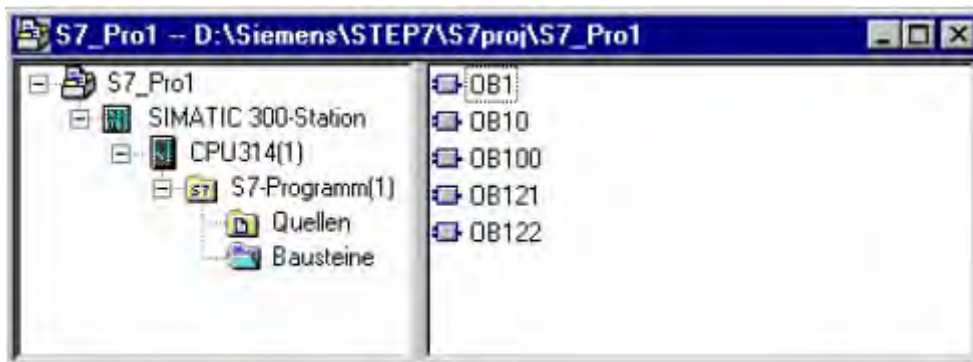 S7_Pro1 -- D:\Siemens\STEP7\S7proj\S7_Pro1
S7_Pro1
SIMATIC 300-Station
CPU314(1)
S7-Programm(1)
Quellen
Bausteine
OB1
OB10
OB100
OB121
OB122